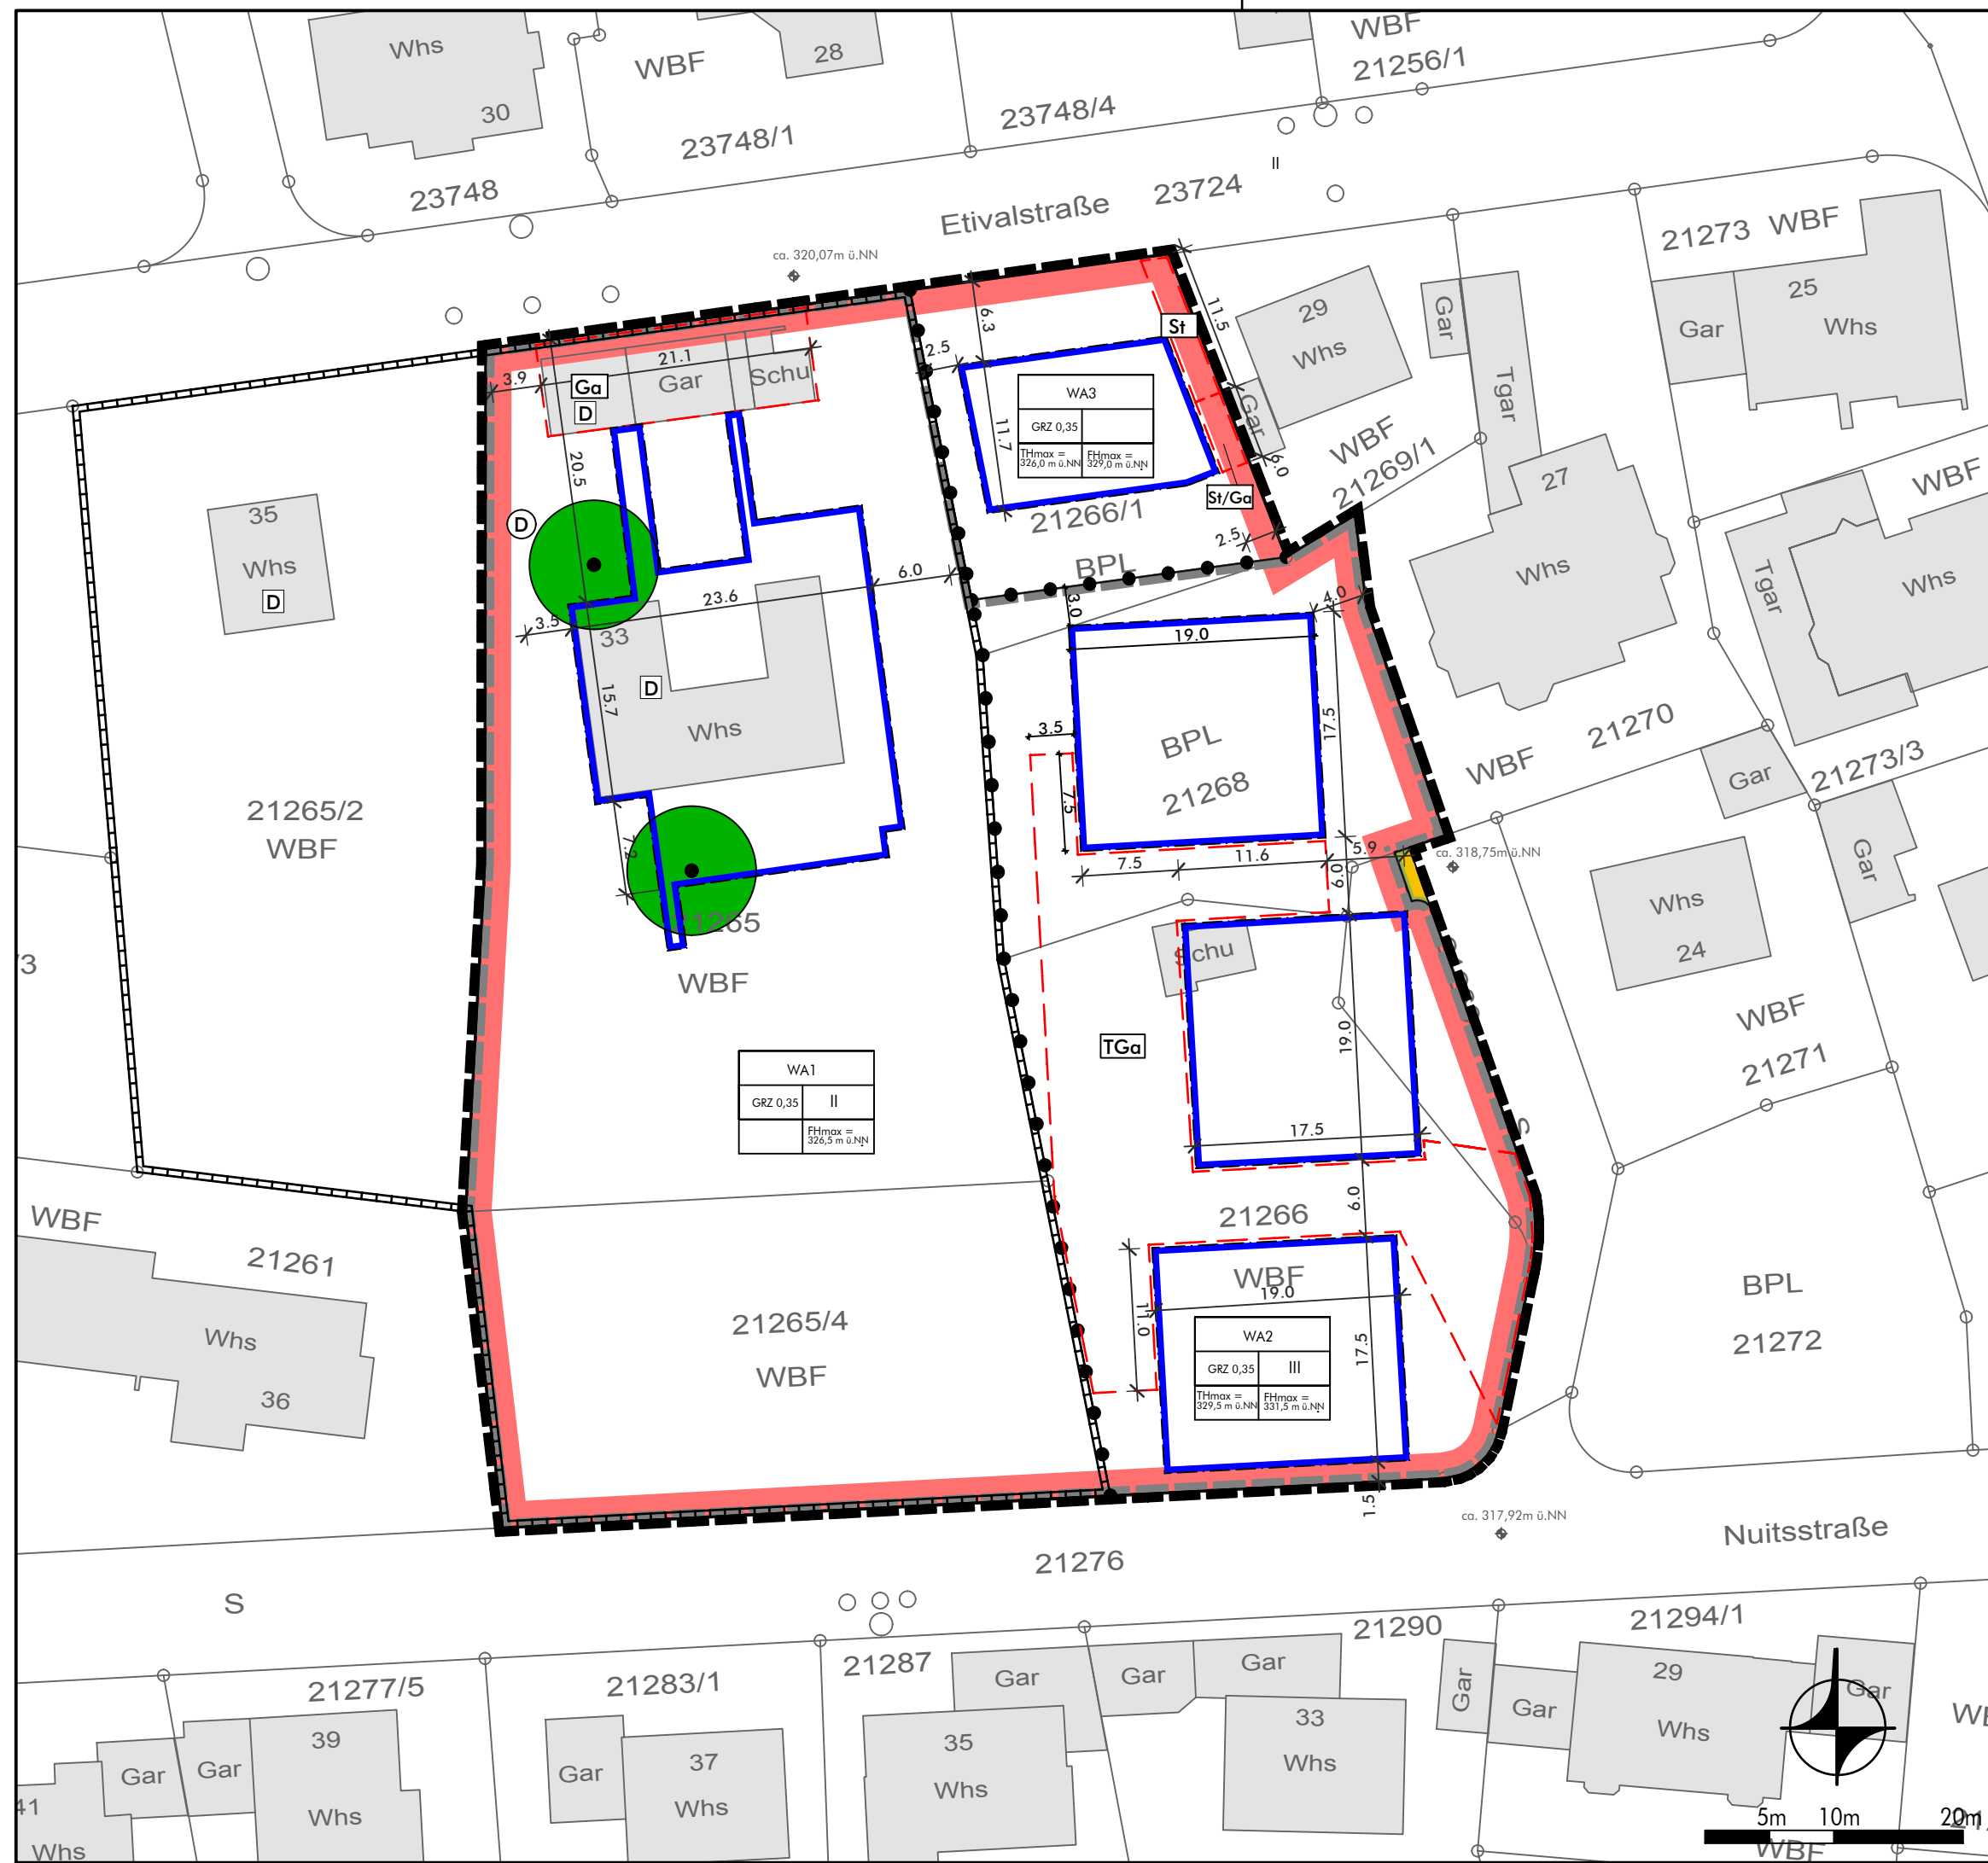 Whs
30
WBF
28
WBF
21256/1
23748/4
23748/1
23748
II
Etivalstraße
23724
21273
WBF
ca. 320,07m ü.NN
25
Gar
Whs
29
Whs
Gar
Gar
Tgar
11.5
6.3
St
2.5
21.1
3.9
Ga
D
Gar
Schu
WA3
GRZ 0,35
THmax =
326,0 m ü.NN
FHmax =
329,0 m ü.NN
11.7
WBF
21269/1
6.0
St/Ga
27
Whs
WBF
Tgar
Whs
20.5
D
35
Whs
D
21266/1
BPL
2.5
3.0
4.0
6.0
23.6
3.5
33
19.0
D
15.7
Whs
3.5
17.5
BPL
21268
7.5
21270
WBF
Gar
21273/3
21265/2
WBF
7.2
7.5
11.6
5.9
6.0
ca. 318,75m ü.NN
Gar
21265
WBF
Schu
Whs
24
/3
19.0
TGa
WBF
21271
WA1
GRZ 0,35
II
FHmax =
326,5 m ü.NN
17.5
S
6.0
21266
WBF
WBF
21261
19.0
11.0
BPL
21272
21265/4
WBF
Whs
36
WA2
GRZ 0,35
III
THmax =
329,5 m ü.NN
FHmax =
331,5 m ü.NN
17.5
1.5
ca. 317,92m ü.NN
Nuitsstraße
21276
S
21277/5
21283/1
21287
21290
21294/1
Gar
Gar
Gar
Gar
Gar
29
Whs
Gar
39
Gar
Gar
Whs
41
Whs
Gar
37
Whs
35
Whs
33
Whs
5m
10m
20m
WBF